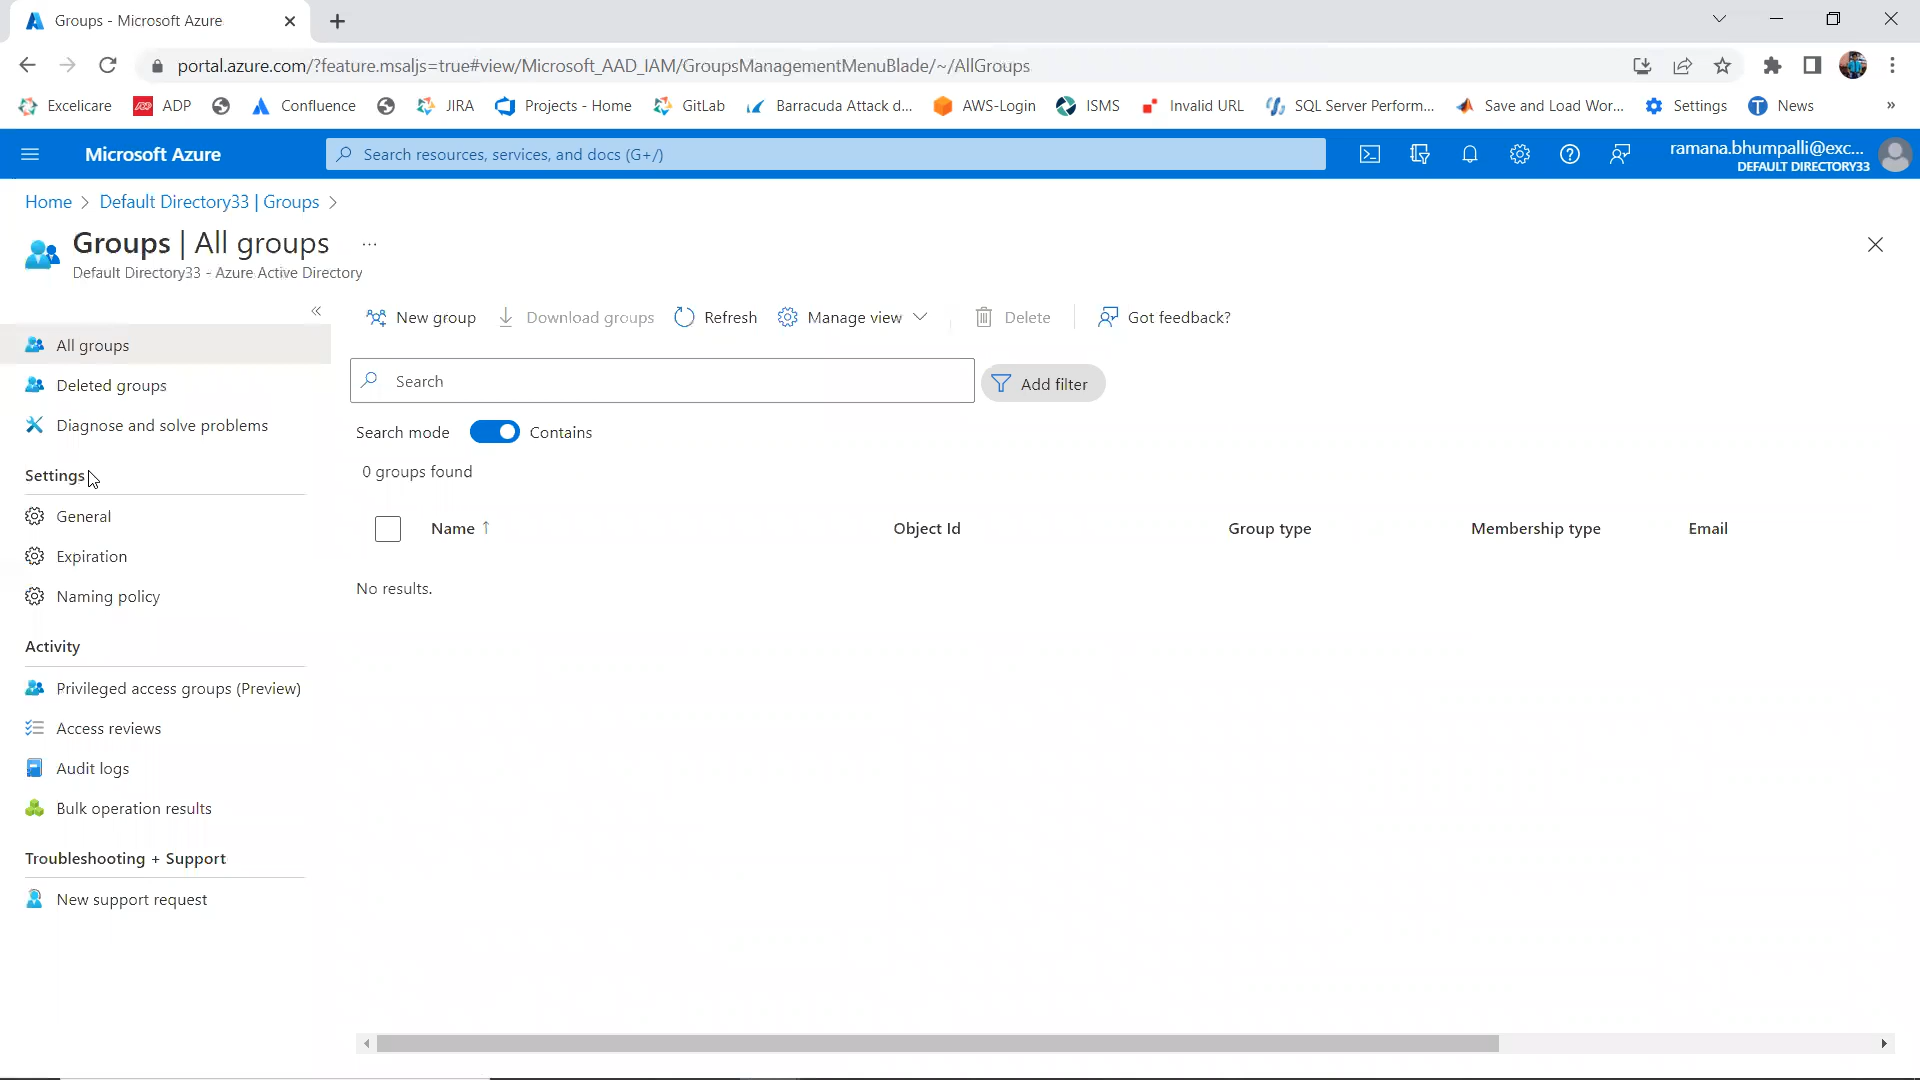 Groups - Microsoft Azure
portal.azure.com/?feature.msaljs=true#view/Microsoft_AAD_IAM/GroupsManagementMenuBlade/~/AllGroups
Excelicare ADP Confluence JIRA Projects - Home GitLab Barracuda Attack d... AWS-Login ISMS Invalid URL SQL Server Perform... Save and Load Wor... Settings News »
Microsoft Azure
Search resources, services, and docs (G+/)
ramana.bhumpalli@exc...
DEFAULT DIRECTORY33
Home > Default Directory33 | Groups >
Groups | All groups ...
Default Directory33 - Azure Active Directory
«
All groups
Deleted groups
Diagnose and solve problems
Settings
General
Expiration
Naming policy
Activity
Privileged access groups (Preview)
Access reviews
Audit logs
Bulk operation results
Troubleshooting + Support
New support request
New group Download groups Refresh Manage view Delete Got feedback?
Search
Add filter
Search mode Contains
0 groups found
Name ↑ Object Id Group type Membership type Email
No results.